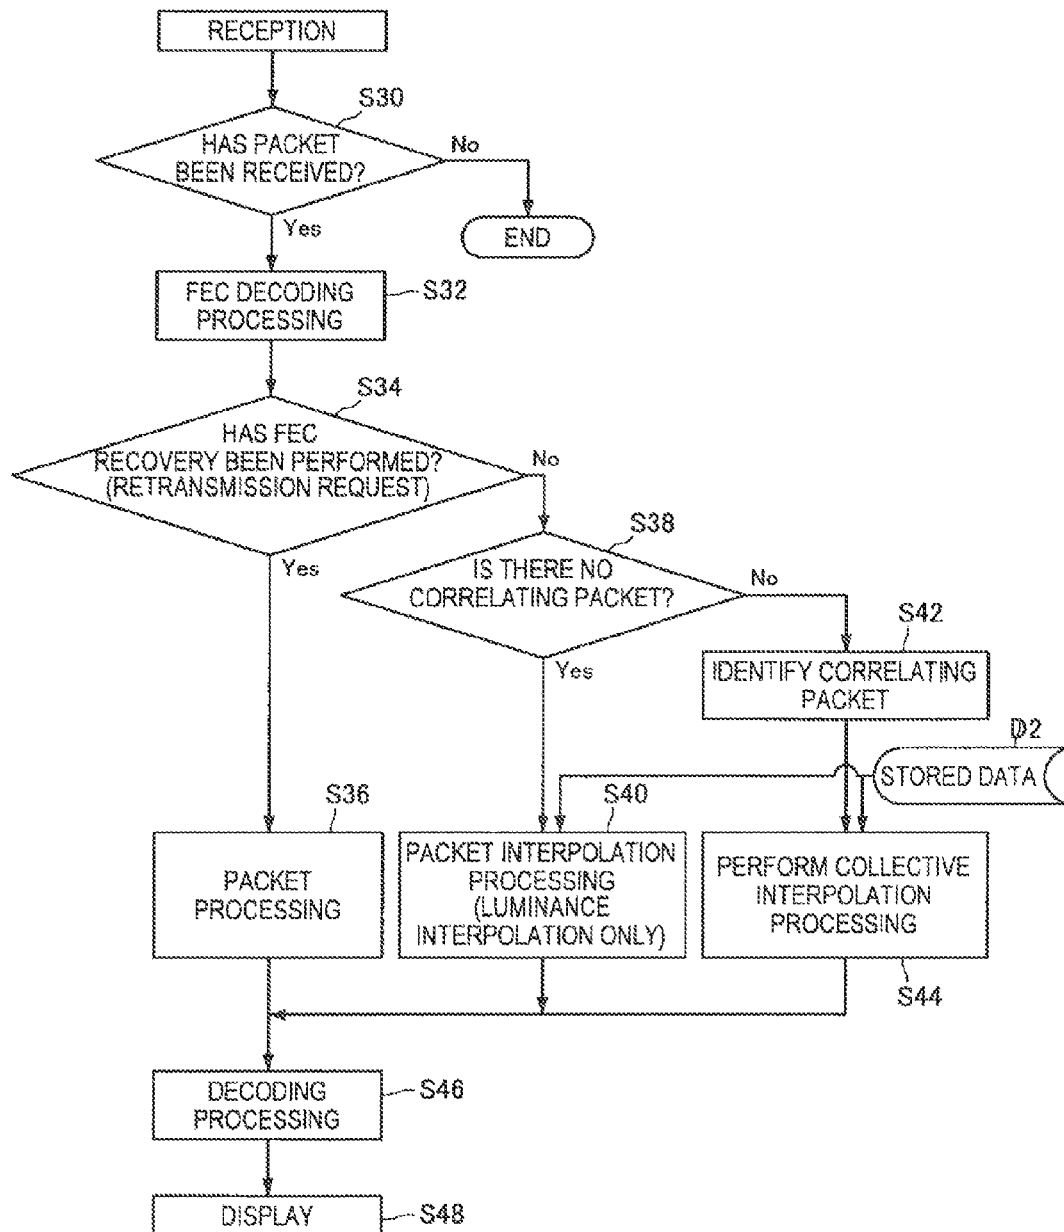 RECEPTION
S30
HAS PACKET
BEEN RECEIVED?
No
Yes
END
FEC DECODING
PROCESSING
S32
S34
HAS FEC
RECOVERY BEEN PERFORMED?
(RETRANSMISSION REQUEST)
No
Yes
S38
IS THERE NO
CORRELATING PACKET?
No
Yes
S42
IDENTIFY CORRELATING
PACKET
D2
STORED DATA
S36
PACKET
PROCESSING
S40
PACKET INTERPOLATION
PROCESSING
(LUMINANCE
INTERPOLATION ONLY)
PERFORM COLLECTIVE
INTERPOLATION
PROCESSING
S44
DECODING
PROCESSING
S46
DISPLAY
S48